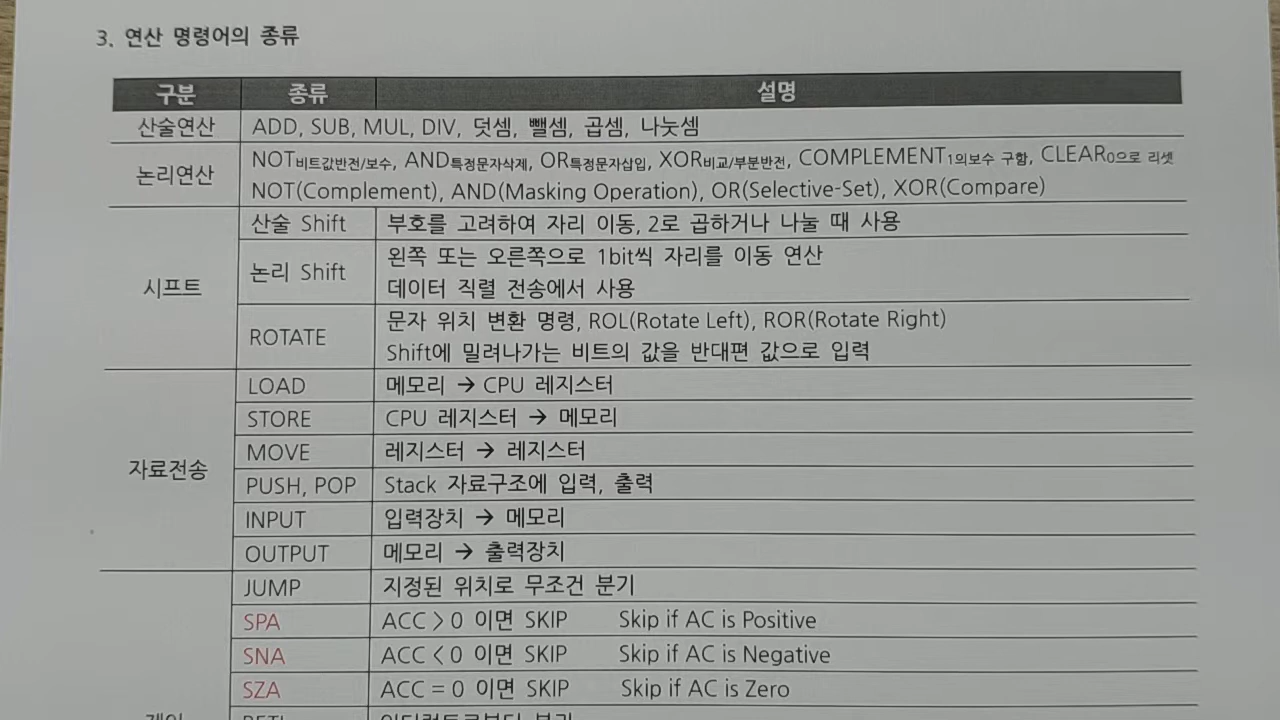 3. 연산 명령어의 종류
구분 종류 설명
산술연산 ADD, SUB, MUL, DIV, 덧셈, 뺄셈, 곱셈, 나눗셈
논리연산
NOT비트값반전/보수, AND특정문자삭제, OR특정문자삽입, XOR비교/부분반전, COMPLEMENT1의보수 구함, CLEAR0으로 리셋
NOT(Complement), AND(Masking Operation), OR(Selective-Set), XOR(Compare)
시프트
산술 Shift 부호를 고려하여 자리 이동, 2로 곱하거나 나눌 때 사용
논리 Shift
왼쪽 또는 오른쪽으로 1bit씩 자리를 이동 연산
데이터 직렬 전송에서 사용
ROTATE
문자 위치 변환 명령, ROL(Rotate Left), ROR(Rotate Right)
Shift에 밀려나가는 비트의 값을 반대편 값으로 입력
자료전송
LOAD 메모리 → CPU 레지스터
STORE CPU 레지스터 → 메모리
MOVE 레지스터 → 레지스터
PUSH, POP Stack 자료구조에 입력, 출력
INPUT 입력장치 → 메모리
OUTPUT 메모리 → 출력장치
JUMP 지정된 위치로 무조건 분기
SPA ACC > 0 이면 SKIP Skip if AC is Positive
SNA ACC < 0 이면 SKIP Skip if AC is Negative
SZA ACC = 0 이면 SKIP Skip if AC is Zero